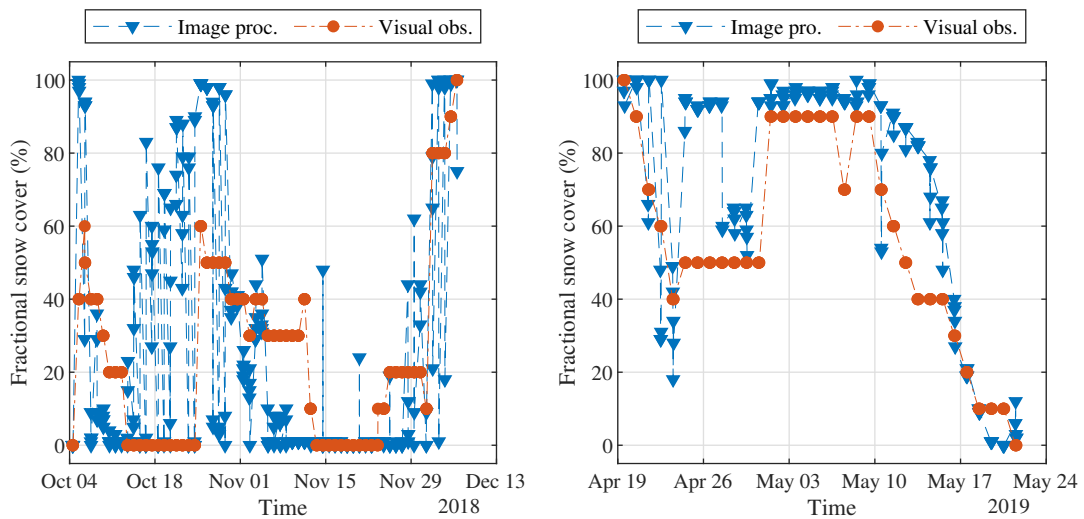 Image proc. Visual obs.
100
80
60
40
20
0
Fractional snow cover (%)
Oct 04 Oct 18 Nov 01 Nov 15 Nov 29 Dec 13
Time
2018
Image pro. Visual obs.
100
80
60
40
20
0
Fractional snow cover (%)
Apr 19 Apr 26 May 03 May 10 May 17 May 24
Time
2019